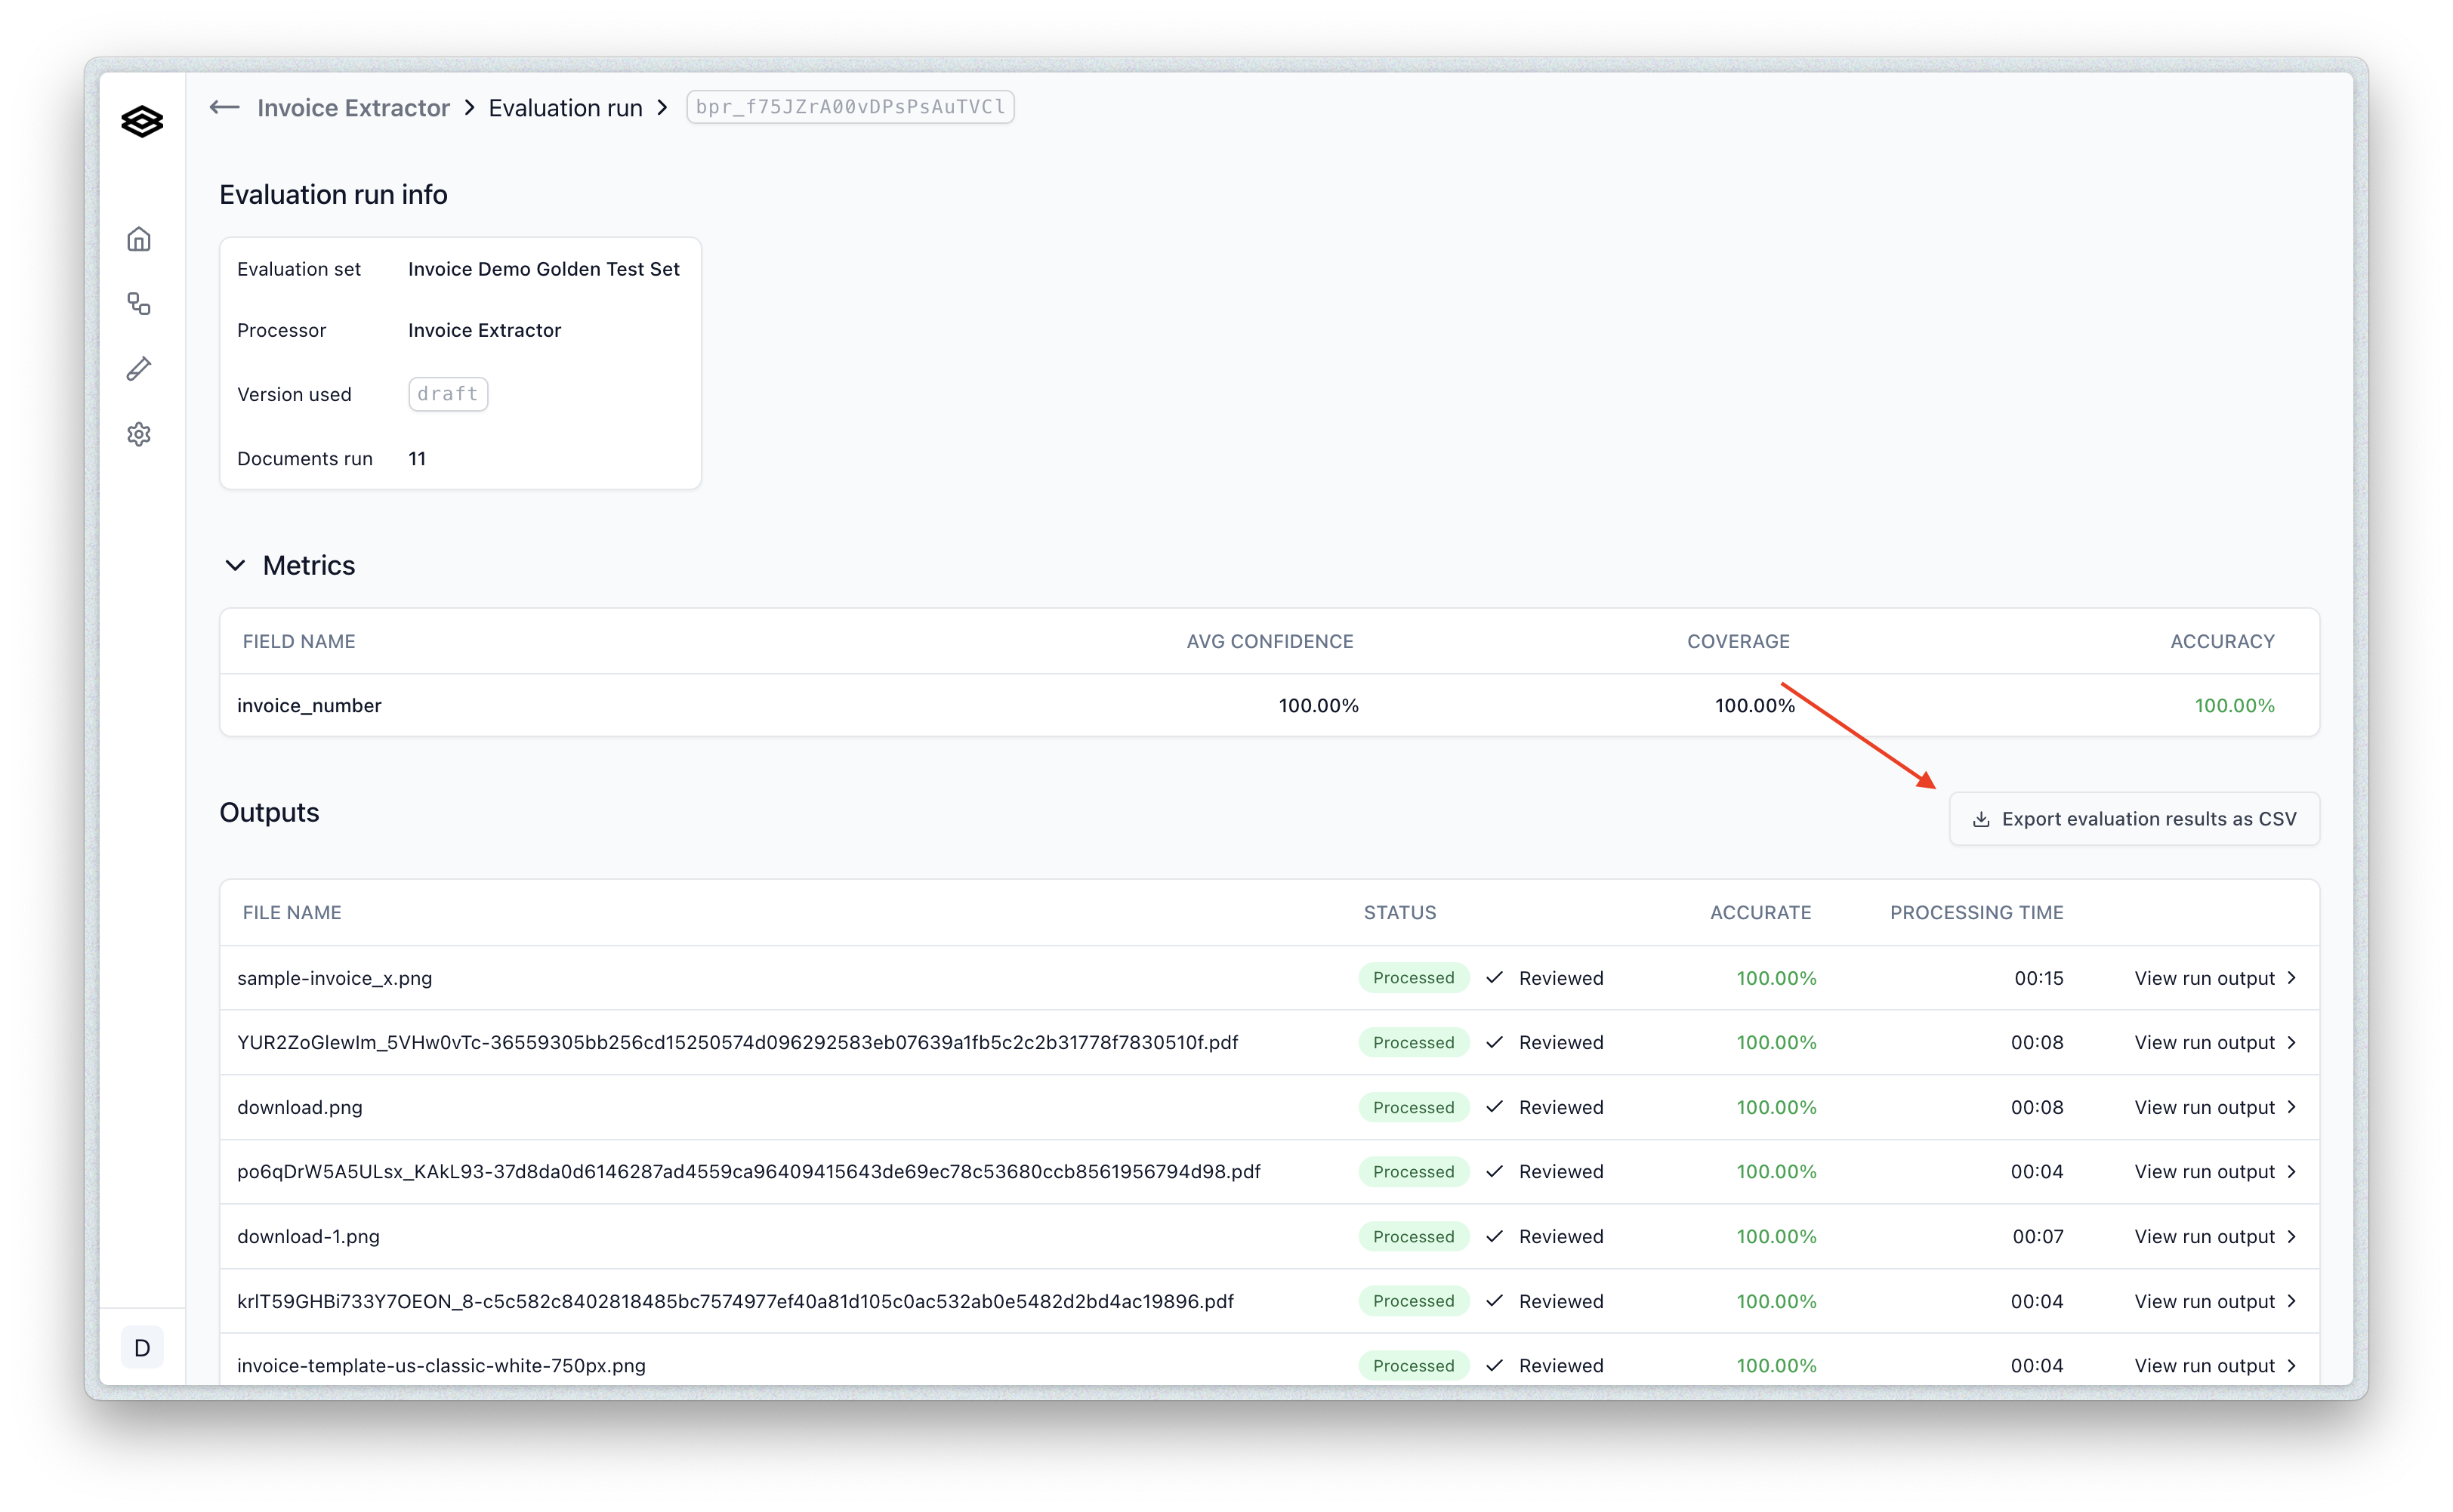 Invoice Extractor > Evaluation run > bpr_f75JZrA00vDPsPsAuTVCl
Evaluation run info
Evaluation set Invoice Demo Golden Test Set
Processor Invoice Extractor
Version used draft
Documents run 11
Metrics
FIELD NAME AVG CONFIDENCE COVERAGE ACCURACY
invoice_number 100.00% 100.00% 100.00%
Outputs Export evaluation results as CSV
FILE NAME STATUS ACCURATE PROCESSING TIME
sample-invoice_x.png Processed Reviewed 100.00% 00:15 View run output
YUR2ZoGlewIm_5VHw0vTc-36559305bb256cd15250574d096292583eb07639a1fb5c2c2b31778f7830510f.pdf Processed Reviewed 100.00% 00:08 View run output
download.png Processed Reviewed 100.00% 00:08 View run output
po6qDrW5A5ULsx_KAkL93-37d8da0d6146287ad4559ca96409415643de69ec78c53680ccb8561956794d98.pdf Processed Reviewed 100.00% 00:04 View run output
download-1.png Processed Reviewed 100.00% 00:07 View run output
krlT59GHBi733Y7OEON_8-c5c582c8402818485bc7574977ef40a81d105c0ac532ab0e5482d2bd4ac19896.pdf Processed Reviewed 100.00% 00:04 View run output
invoice-template-us-classic-white-750px.png Processed Reviewed 100.00% 00:04 View run output
D